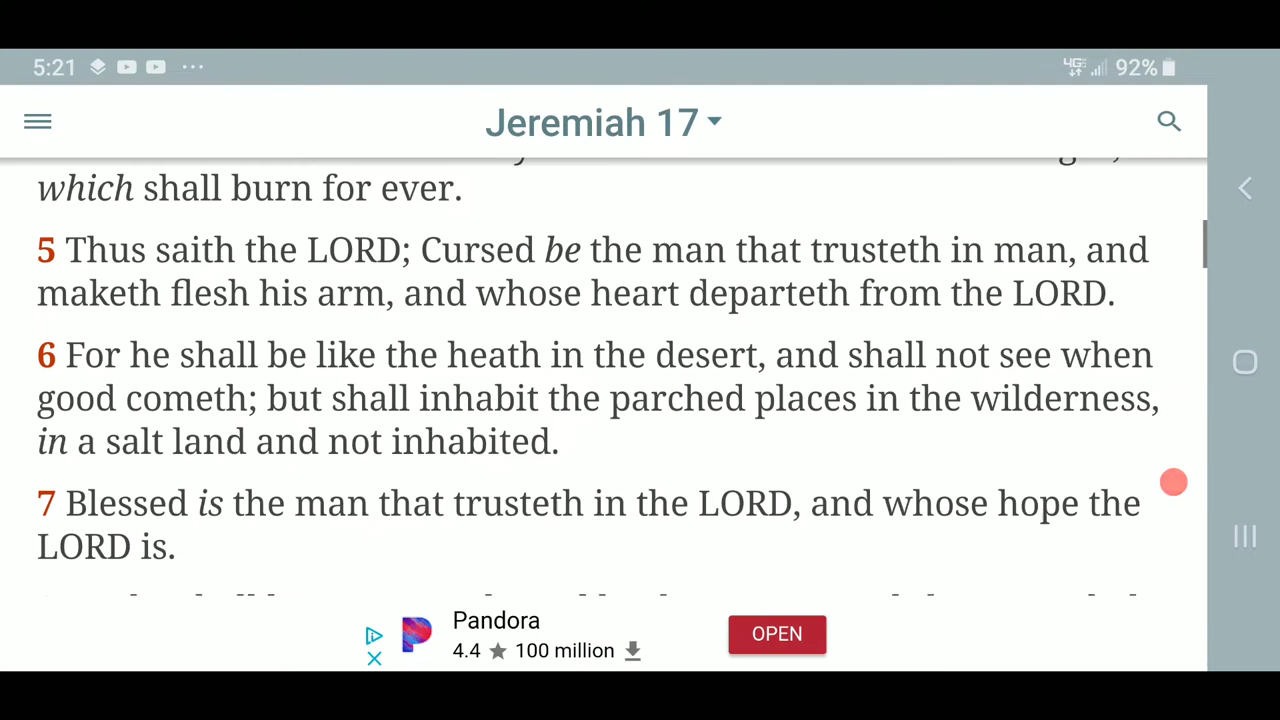 5:21 ... 4G 92%
Jeremiah 17
which shall burn for ever.
5 Thus saith the LORD; Cursed be the man that trusteth in man, and
maketh flesh his arm, and whose heart departeth from the LORD.
6 For he shall be like the heath in the desert, and shall not see when
good cometh; but shall inhabit the parched places in the wilderness,
in a salt land and not inhabited.
7 Blessed is the man that trusteth in the LORD, and whose hope the
LORD is.
Pandora
4.4 ★ 100 million
OPEN